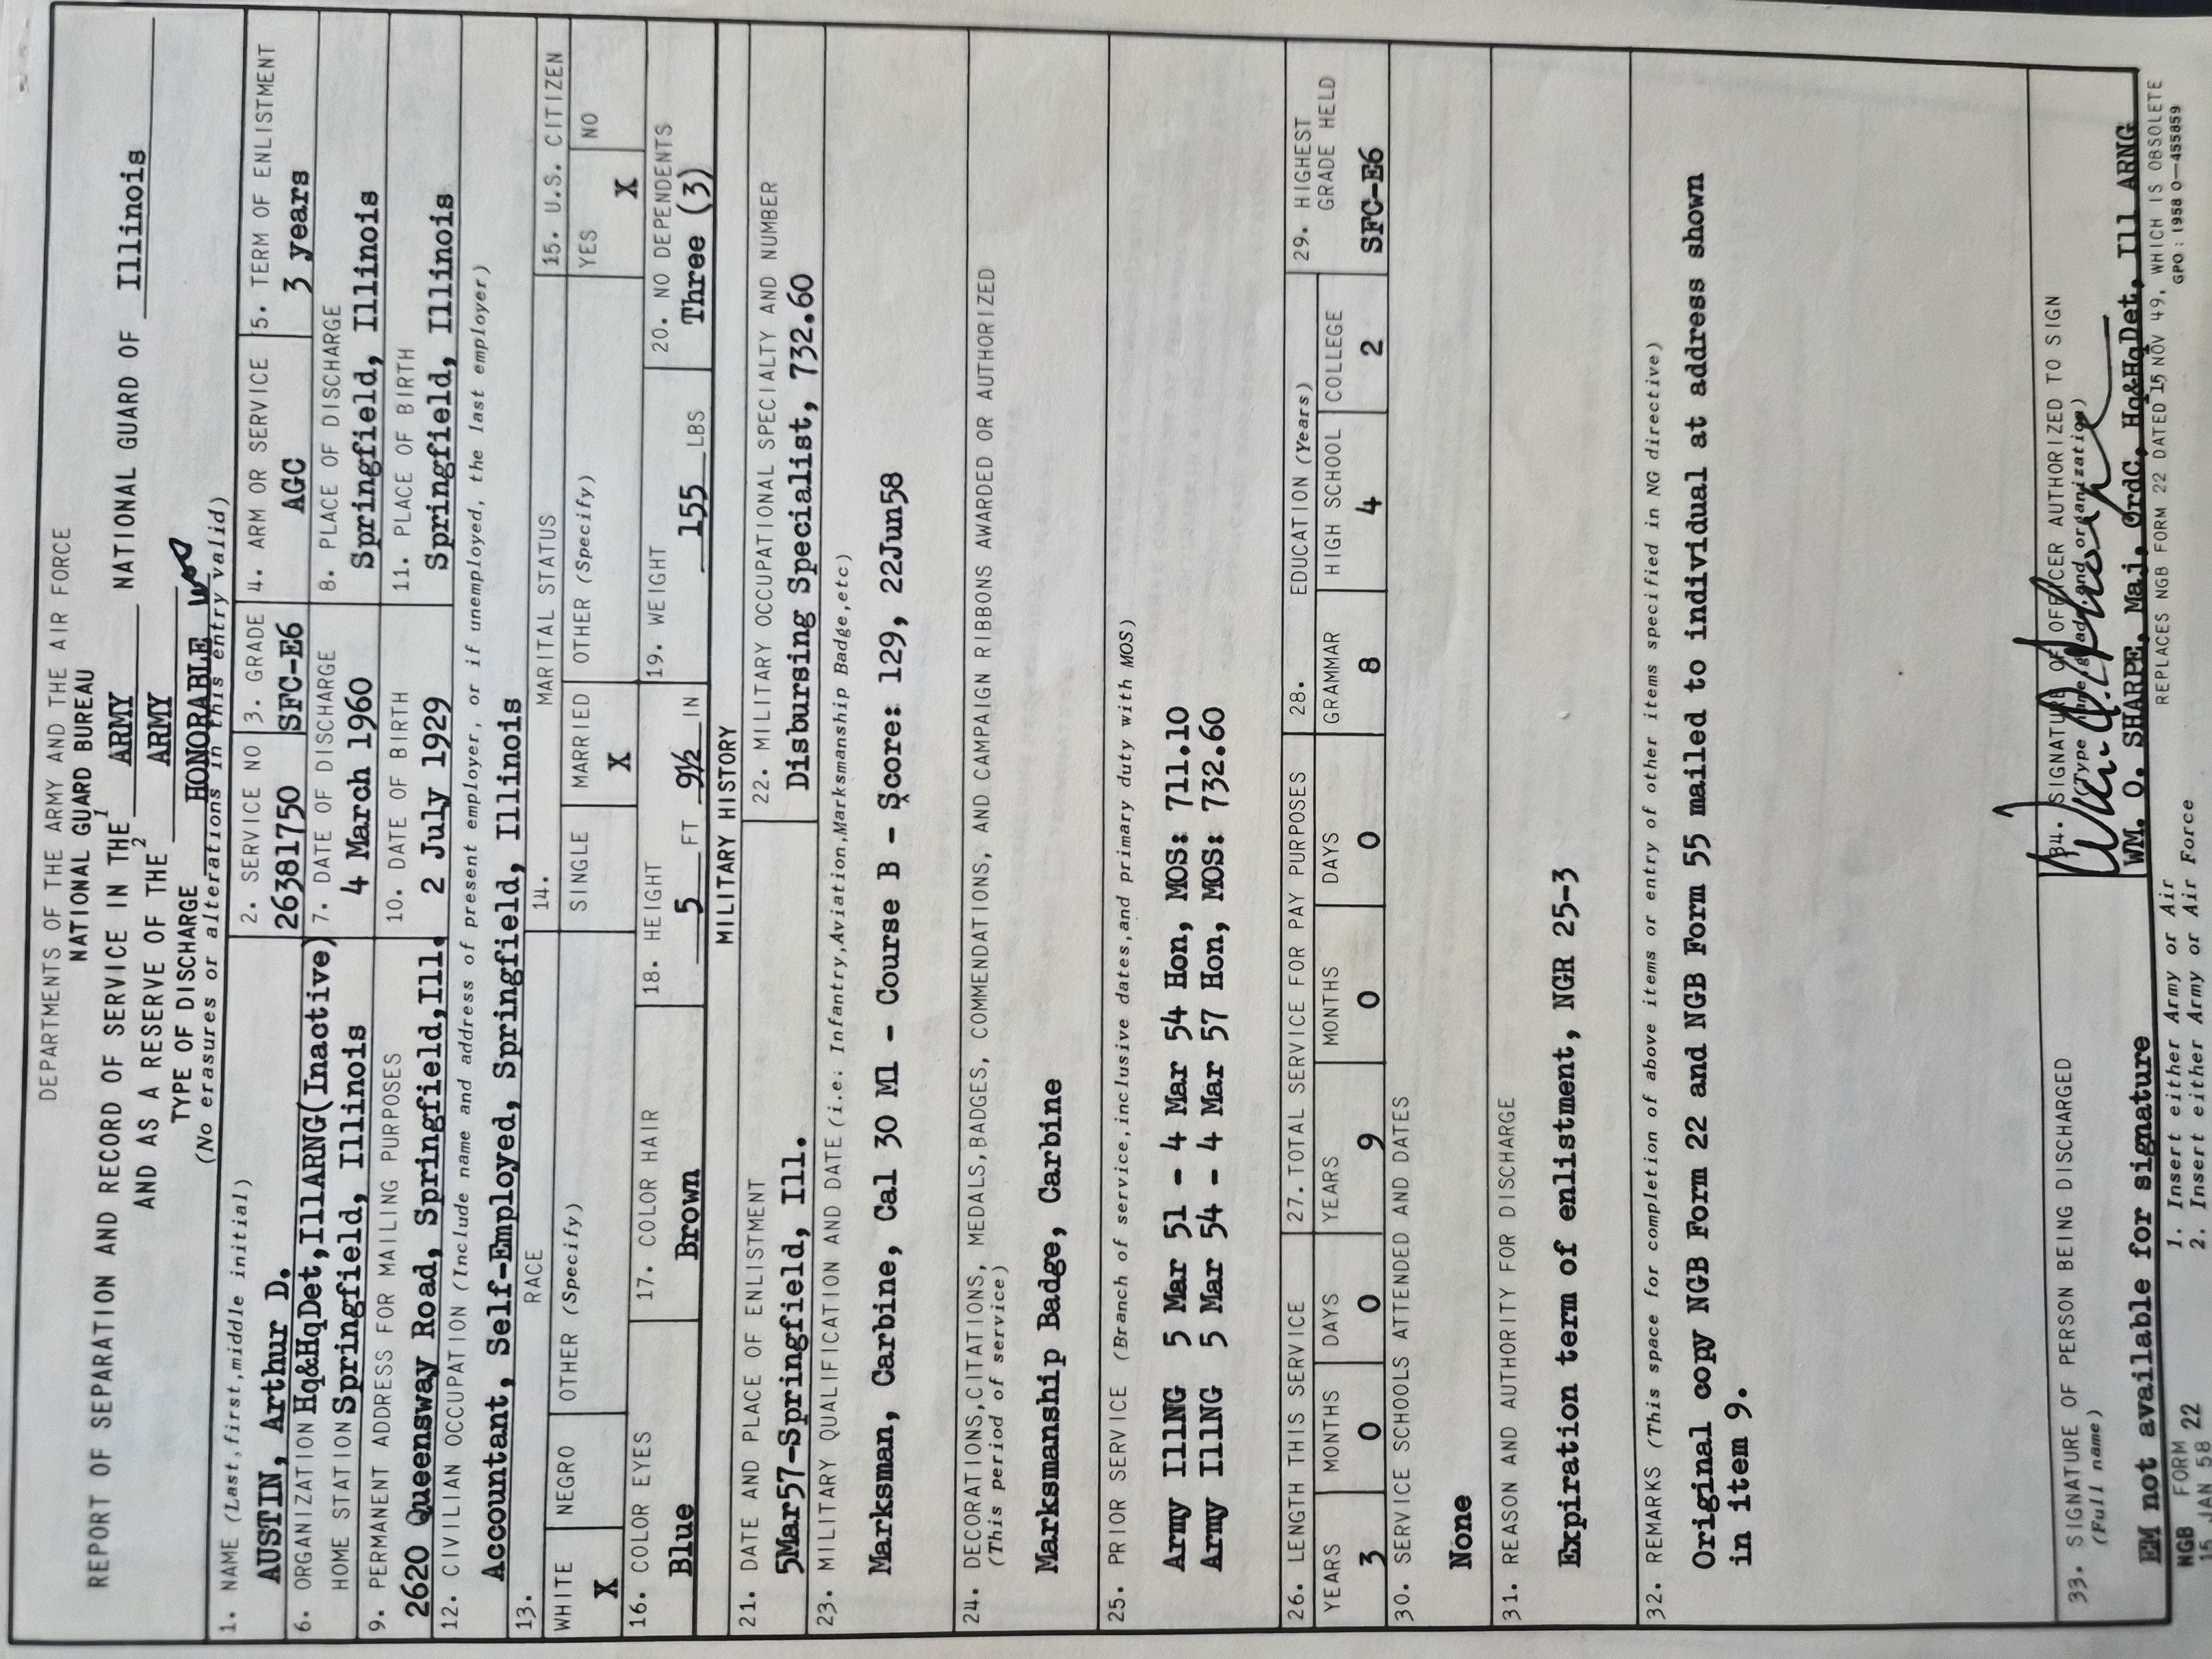 DEPARTMENTS OF THE ARMY AND THE AIR FORCE
NATIONAL GUARD BUREAU
REPORT OF SEPARATION AND RECORD OF SERVICE IN THE 1 ARMY NATIONAL GUARD OF Illinois
AND AS A RESERVE OF THE 2 ARMY
TYPE OF DISCHARGE HONORABLE WOS
(No erasures or alterations in this entry valid)
1. NAME (Last,first,middle initial)
AUSTIN, Arthur D.
2. SERVICE NO
26381750
3. GRADE
SFC-E6
4. ARM OR SERVICE
AGC
5. TERM OF ENLISTMENT
3 years
6. ORGANIZATION Hq&HqDet,IllARNG(Inactive)
HOME STATION Springfield, Illinois
7. DATE OF DISCHARGE
4 March 1960
8. PLACE OF DISCHARGE
Springfield, Illinois
9. PERMANENT ADDRESS FOR MAILING PURPOSES
2620 Queensway Road, Springfield,Ill.
10. DATE OF BIRTH
2 July 1929
11. PLACE OF BIRTH
Springfield, Illinois
12. CIVILIAN OCCUPATION (Include name and address of present employer, or if unemployed, the last employer)
Accountant, Self-Employed, Springfield, Illinois
13. RACE
WHITE NEGRO OTHER (Specify)
X
14. MARITAL STATUS
SINGLE MARRIED OTHER (Specify)
X
15. U.S. CITIZEN
YES NO
X
16. COLOR EYES
Blue
17. COLOR HAIR
Brown
18. HEIGHT
5 FT 9½ IN
19. WEIGHT
155 LBS
20. NO DEPENDENTS
Three (3)
MILITARY HISTORY
21. DATE AND PLACE OF ENLISTMENT
5Mar57-Springfield, Ill.
22. MILITARY OCCUPATIONAL SPECIALTY AND NUMBER
Disbursing Specialist, 732.60
23. MILITARY QUALIFICATION AND DATE (i.e. Infantry,Aviation,Marksmanship Badge,etc)
Marksman, Carbine, Cal 30 M1 - Course B - Score: 129, 22Jun58
24. DECORATIONS,CITATIONS, MEDALS,BADGES, COMMENDATIONS, AND CAMPAIGN RIBBONS AWARDED OR AUTHORIZED
(This period of service)
Marksmanship Badge, Carbine
25. PRIOR SERVICE (Branch of service,inclusive dates,and primary duty with MOS)
Army IllNG 5 Mar 51 - 4 Mar 54 Hon, MOS: 711.10
Army IllNG 5 Mar 54 - 4 Mar 57 Hon, MOS: 732.60
26. LENGTH THIS SERVICE
YEARS MONTHS DAYS
3 0 0
27. TOTAL SERVICE FOR PAY PURPOSES
YEARS MONTHS DAYS
9 0 0
28. EDUCATION (Years)
GRAMMAR HIGH SCHOOL COLLEGE
8 4 2
29. HIGHEST
GRADE HELD
SFC-E6
30. SERVICE SCHOOLS ATTENDED AND DATES
None
31. REASON AND AUTHORITY FOR DISCHARGE
Expiration term of enlistment, NGR 25-3
32. REMARKS (This space for completion of above items or entry of other items specified in NG directive)
Original copy NGB Form 22 and NGB Form 55 mailed to individual at address shown
in item 9.
33. SIGNATURE OF PERSON BEING DISCHARGED
(Full name)
EM not available for signature
34. SIGNATURE OF OFFICER AUTHORIZED TO SIGN
(Type name,grade,and organization)
Wm. O. Sharpe
WM. O. SHARPE, Maj, OrdC, Hq&HqDet, Ill ARNG
NGB FORM 22
15 JAN 58
1. Insert either Army or Air
2. Insert either Army or Air Force
REPLACES NGB FORM 22 DATED 15 NOV 49, WHICH IS OBSOLETE
GPO : 1958 O—455859